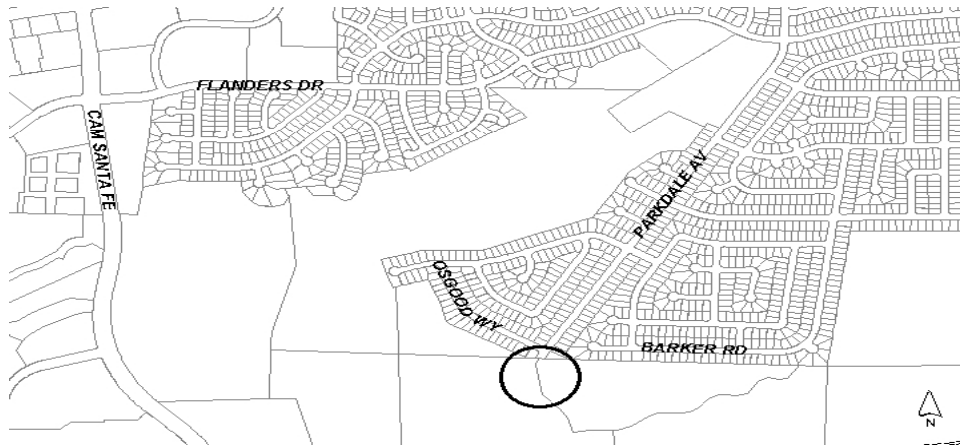 FLANDERS DR
CAM SANTA FE
PARKDALE AV
OSGOOD WY
BARKER RD
N